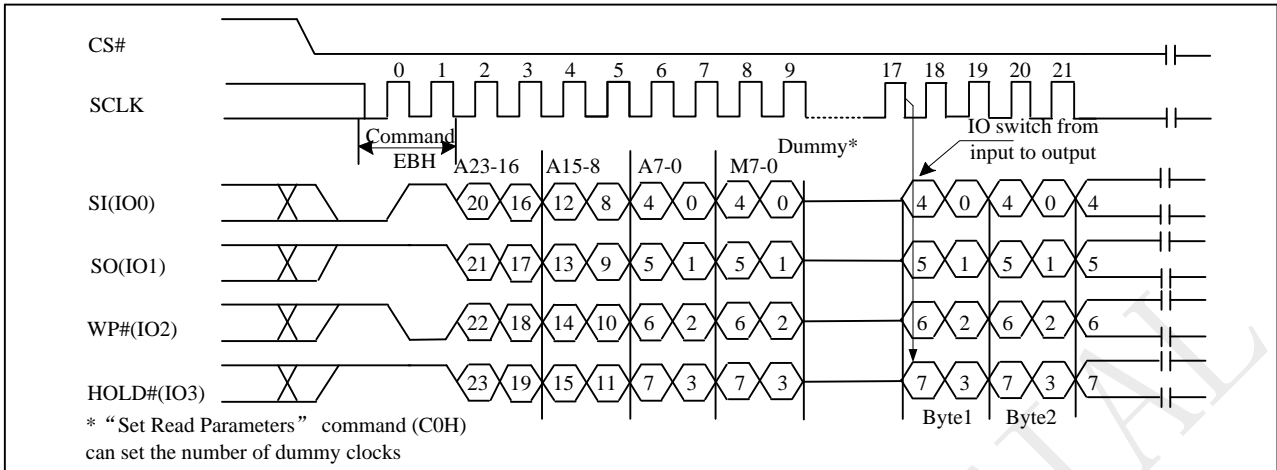 CS#
0 1 2 3 4 5 6 7 8 9 17 18 19 20 21
SCLK
Command
EBH
Dummy*
IO switch from
input to output
A23-16 A15-8 A7-0 M7-0
SI(IO0) 20 16 12 8 4 0 4 0 4 0 4 0 4
SO(IO1) 21 17 13 9 5 1 5 1 5 1 5 1 5
WP#(IO2) 22 18 14 10 6 2 6 2 6 2 6 2 6
HOLD#(IO3) 23 19 15 11 7 3 7 3 7 3 7 3 7
Byte1 Byte2
* “Set Read Parameters” command (C0H)
can set the number of dummy clocks